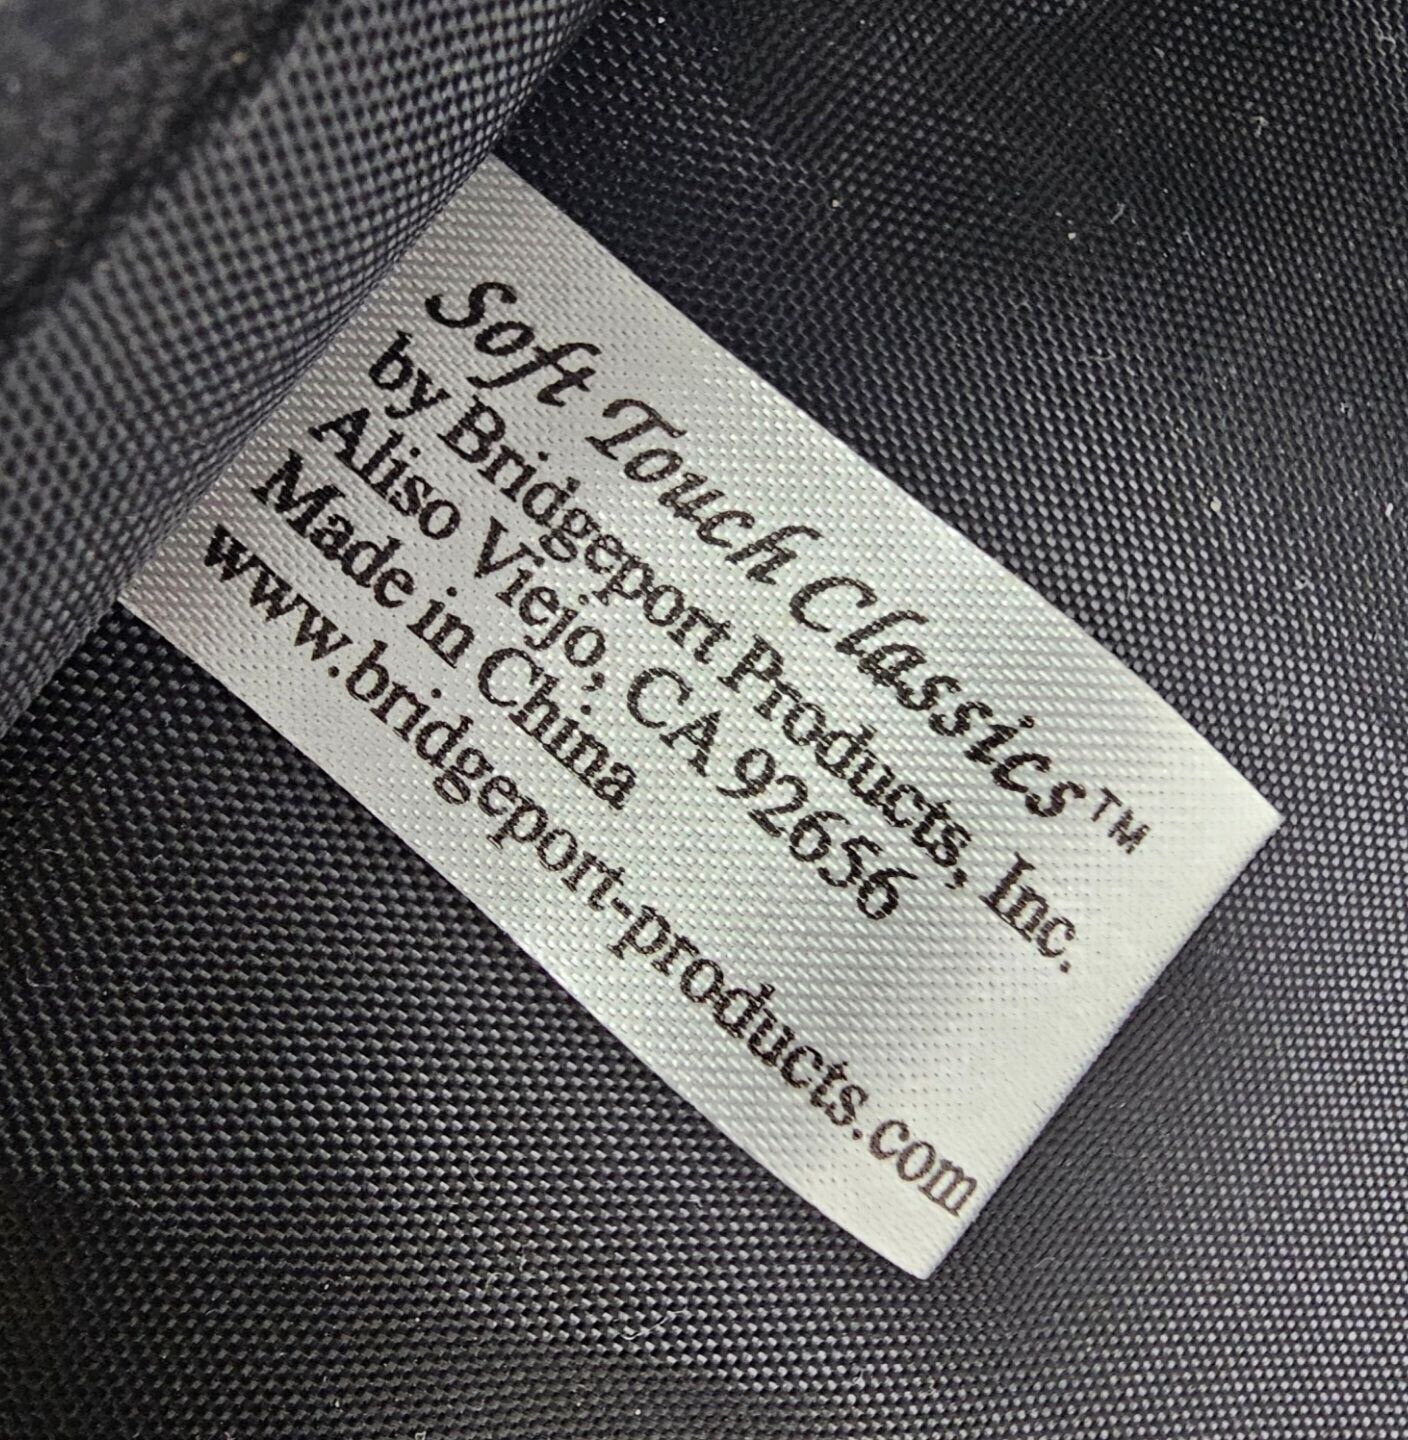 Soft Touch Classics™
by Bridgeport Products, Inc.
Aliso Viejo, CA 92656
Made in China
www.bridgeport-products.com